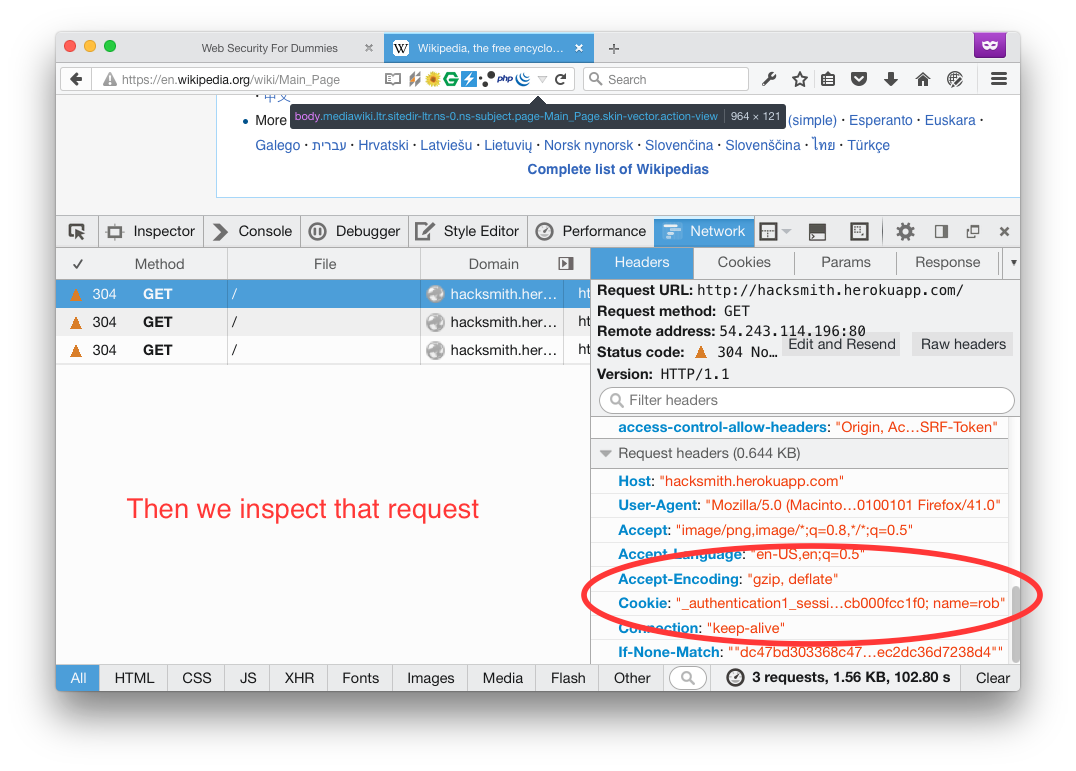 Web Security For Dummies
W Wikipedia, the free encyclo…
https://en.wikipedia.org/wiki/Main_Page
php
Search
· 中文
body.mediawiki.ltr.sitedir-ltr.ns-0.ns-subject.page-Main_Page.skin-vector.action-view 964 × 121
• More (simple) · Esperanto · Euskara ·
Galego · עברית · Hrvatski · Latviešu · Lietuvių · Norsk nynorsk · Slovenčina · Slovenščina · ไทย · Türkçe
Complete list of Wikipedias
Inspector Console Debugger Style Editor Performance Network
✓ Method File Domain
Headers Cookies Params Response
304 GET / hacksmith.her… ht
304 GET / hacksmith.her… ht
304 GET / hacksmith.her… ht
Request URL: http://hacksmith.herokuapp.com/
Request method: GET
Remote address: 54.243.114.196:80
Status code: 304 No… Edit and Resend Raw headers
Version: HTTP/1.1
Filter headers
access-control-allow-headers: "Origin, Ac…SRF-Token"
Request headers (0.644 KB)
Host: "hacksmith.herokuapp.com"
User-Agent: "Mozilla/5.0 (Macinto…0100101 Firefox/41.0"
Accept: "image/png,image/*;q=0.8,*/*;q=0.5"
Accept-Language: "en-US,en;q=0.5"
Accept-Encoding: "gzip, deflate"
Cookie: "_authentication1_sessi…cb000fcc1f0; name=rob"
Connection: "keep-alive"
If-None-Match: ""dc47bd303368c47…ec2dc36d7238d4""
Then we inspect that request
All HTML CSS JS XHR Fonts Images Media Flash Other 3 requests, 1.56 KB, 102.80 s Clear